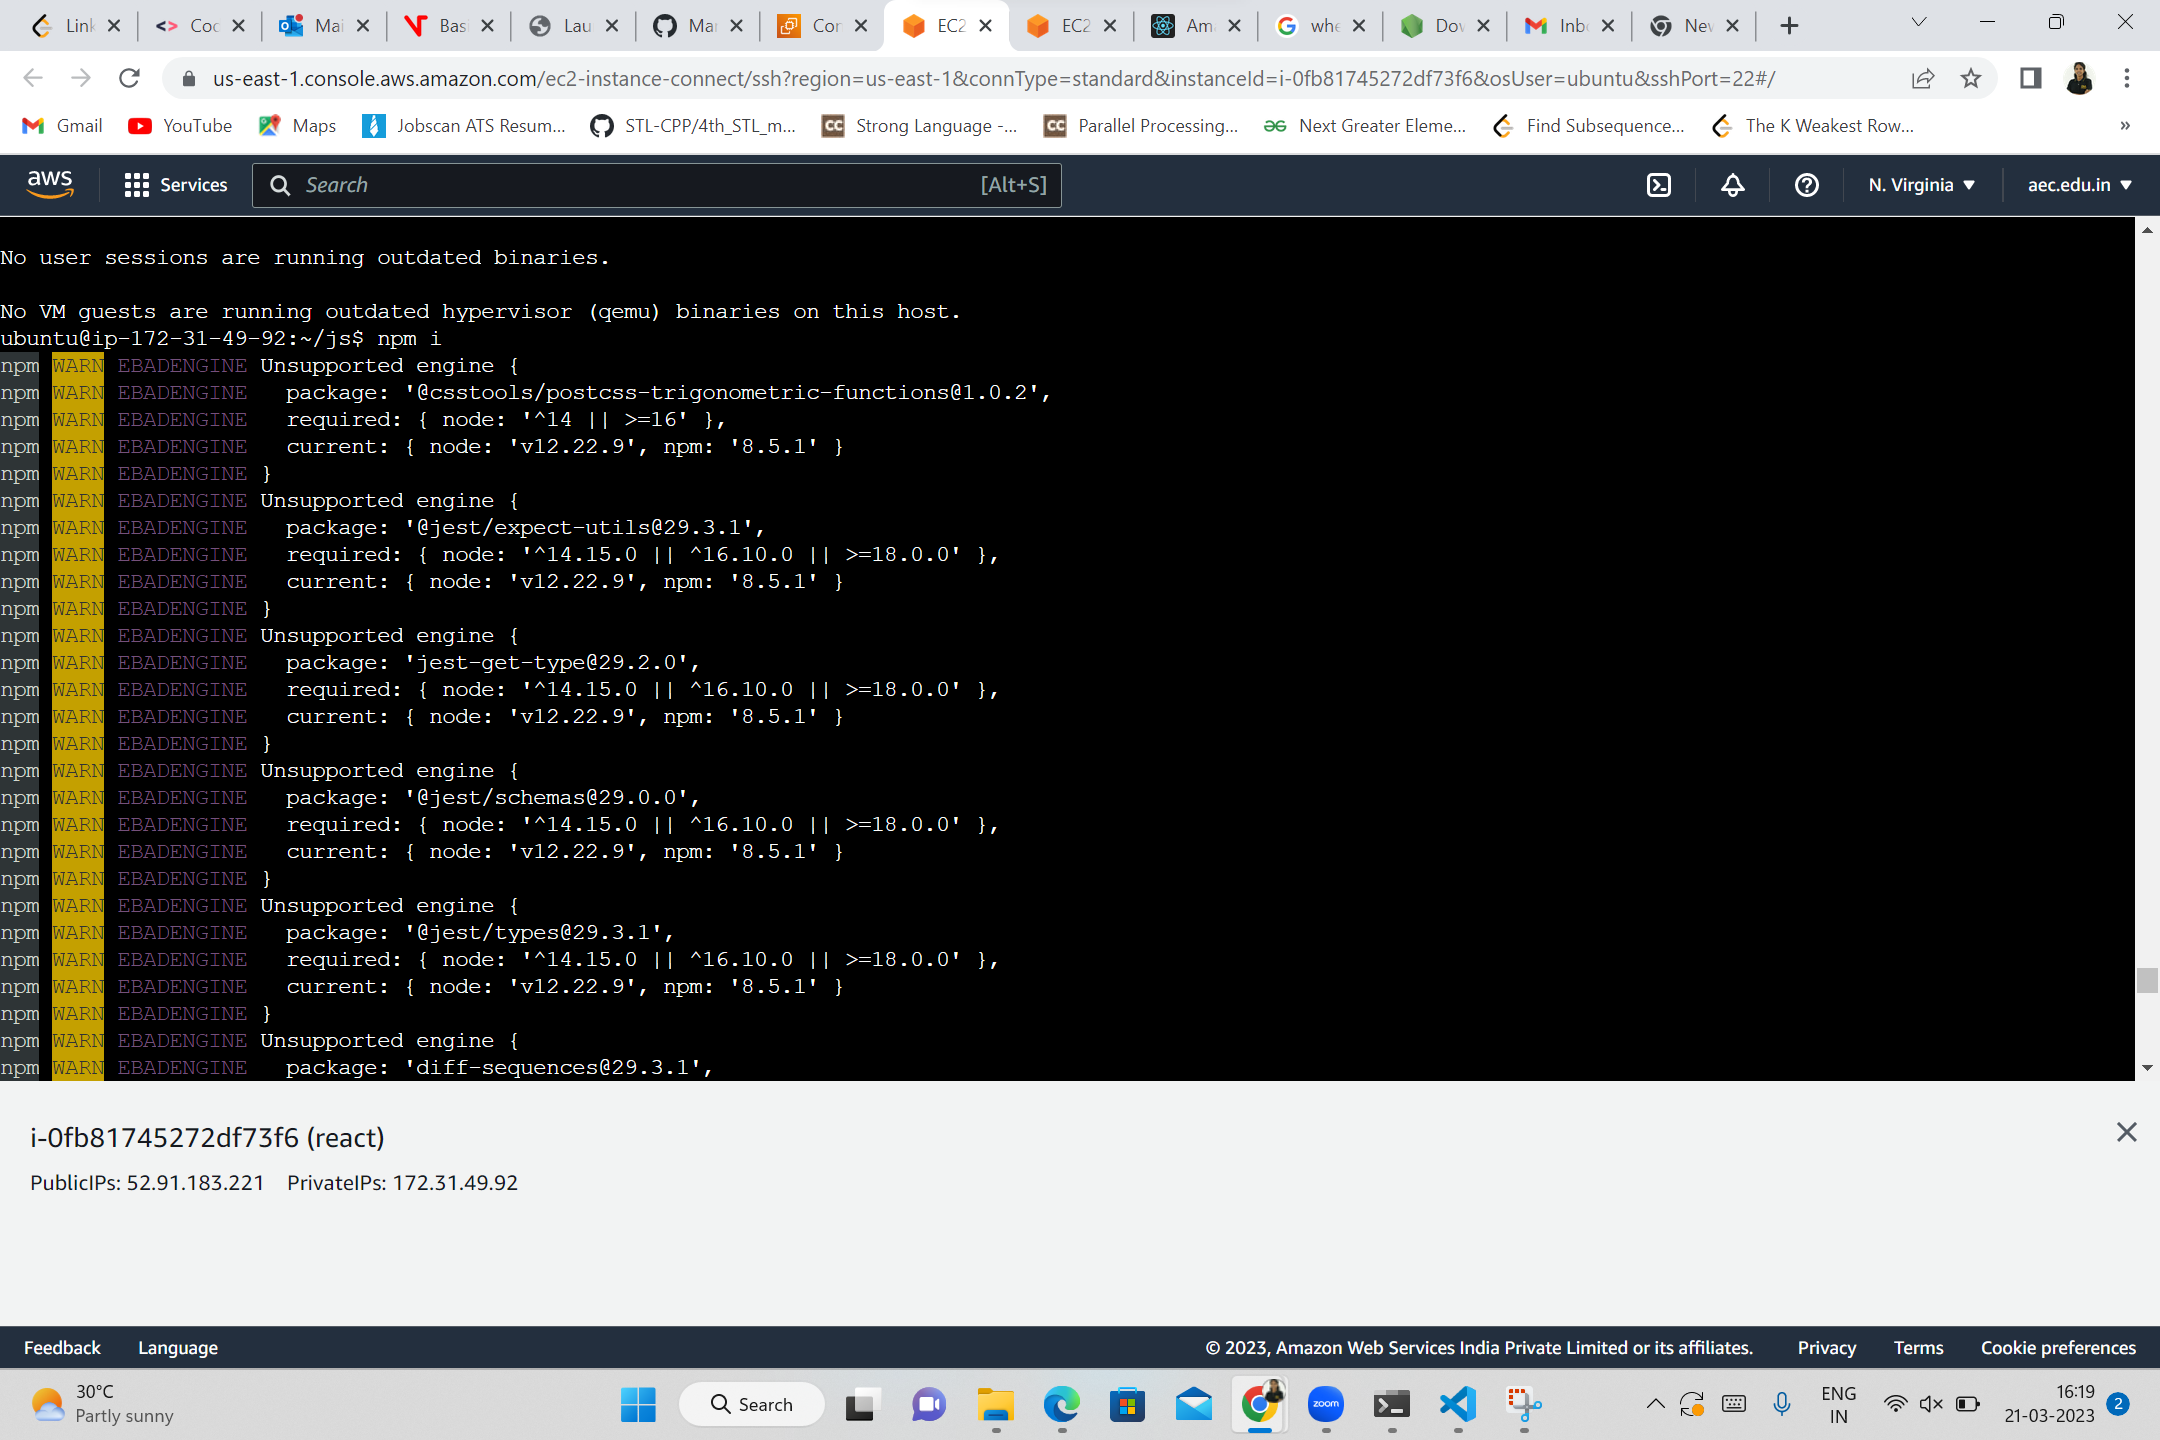 Link
Coc
Mai
Basi
Lau
Mar
Cor
EC2
EC2
Am
whe
Dov
Inb
Nev
us-east-1.console.aws.amazon.com/ec2-instance-connect/ssh?region=us-east-1&connType=standard&instanceId=i-0fb81745272df73f6&osUser=ubuntu&sshPort=22#/
Gmail YouTube Maps Jobscan ATS Resum... STL-CPP/4th_STL_m... Strong Language -... Parallel Processing... Next Greater Eleme... Find Subsequence... The K Weakest Row... »
aws Services Search [Alt+S] N. Virginia aec.edu.in
No user sessions are running outdated binaries.
No VM guests are running outdated hypervisor (qemu) binaries on this host.
ubuntu@ip-172-31-49-92:~/js$ npm i
npm WARN EBADENGINE Unsupported engine {
npm WARN EBADENGINE   package: '@csstools/postcss-trigonometric-functions@1.0.2',
npm WARN EBADENGINE   required: { node: '^14 || >=16' },
npm WARN EBADENGINE   current: { node: 'v12.22.9', npm: '8.5.1' }
npm WARN EBADENGINE }
npm WARN EBADENGINE Unsupported engine {
npm WARN EBADENGINE   package: '@jest/expect-utils@29.3.1',
npm WARN EBADENGINE   required: { node: '^14.15.0 || ^16.10.0 || >=18.0.0' },
npm WARN EBADENGINE   current: { node: 'v12.22.9', npm: '8.5.1' }
npm WARN EBADENGINE }
npm WARN EBADENGINE Unsupported engine {
npm WARN EBADENGINE   package: 'jest-get-type@29.2.0',
npm WARN EBADENGINE   required: { node: '^14.15.0 || ^16.10.0 || >=18.0.0' },
npm WARN EBADENGINE   current: { node: 'v12.22.9', npm: '8.5.1' }
npm WARN EBADENGINE }
npm WARN EBADENGINE Unsupported engine {
npm WARN EBADENGINE   package: '@jest/schemas@29.0.0',
npm WARN EBADENGINE   required: { node: '^14.15.0 || ^16.10.0 || >=18.0.0' },
npm WARN EBADENGINE   current: { node: 'v12.22.9', npm: '8.5.1' }
npm WARN EBADENGINE }
npm WARN EBADENGINE Unsupported engine {
npm WARN EBADENGINE   package: '@jest/types@29.3.1',
npm WARN EBADENGINE   required: { node: '^14.15.0 || ^16.10.0 || >=18.0.0' },
npm WARN EBADENGINE   current: { node: 'v12.22.9', npm: '8.5.1' }
npm WARN EBADENGINE }
npm WARN EBADENGINE Unsupported engine {
npm WARN EBADENGINE   package: 'diff-sequences@29.3.1',
i-0fb81745272df73f6 (react)
PublicIPs: 52.91.183.221 PrivateIPs: 172.31.49.92
Feedback Language © 2023, Amazon Web Services India Private Limited or its affiliates. Privacy Terms Cookie preferences
30°C
Partly sunny
Search
zoom
ENG
IN
16:19
21-03-2023
2